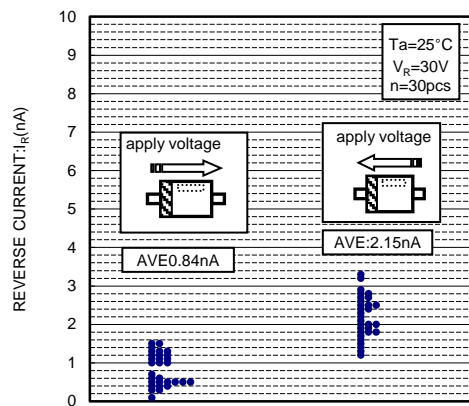 REVERSE CURRENT:IR(nA)
10
9
8
7
6
5
4
3
2
1
0
Ta=25°C
VR=30V
n=30pcs
apply voltage
AVE0.84nA
apply voltage
AVE:2.15nA